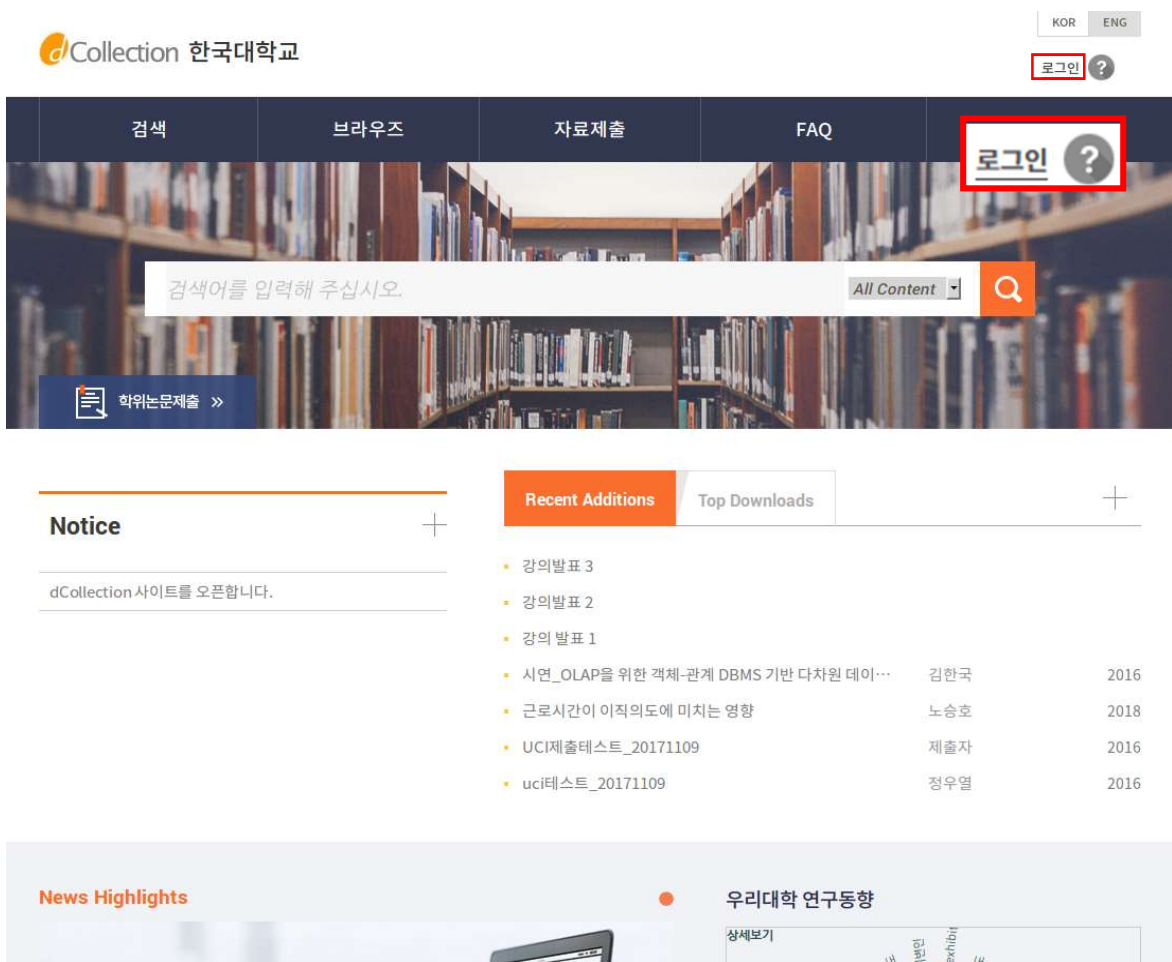 KOR ENG
dCollection 한국대학교
로그인 ?
검색 브라우즈 자료제출 FAQ
로그인 ?
검색어를 입력해 주십시오. All Content
학위논문제출 »
Recent Additions Top Downloads
Notice
강의발표 3
dCollection 사이트를 오픈합니다.
강의발표 2
강의 발표 1
시연_OLAP을 위한 객체-관계 DBMS 기반 다차원 데이… 김한국 2016
근로시간이 이직의도에 미치는 영향 노승호 2018
UCI제출테스트_20171109 제출자 2016
uci테스트_20171109 정우열 2016
News Highlights
우리대학 연구동향
상세보기